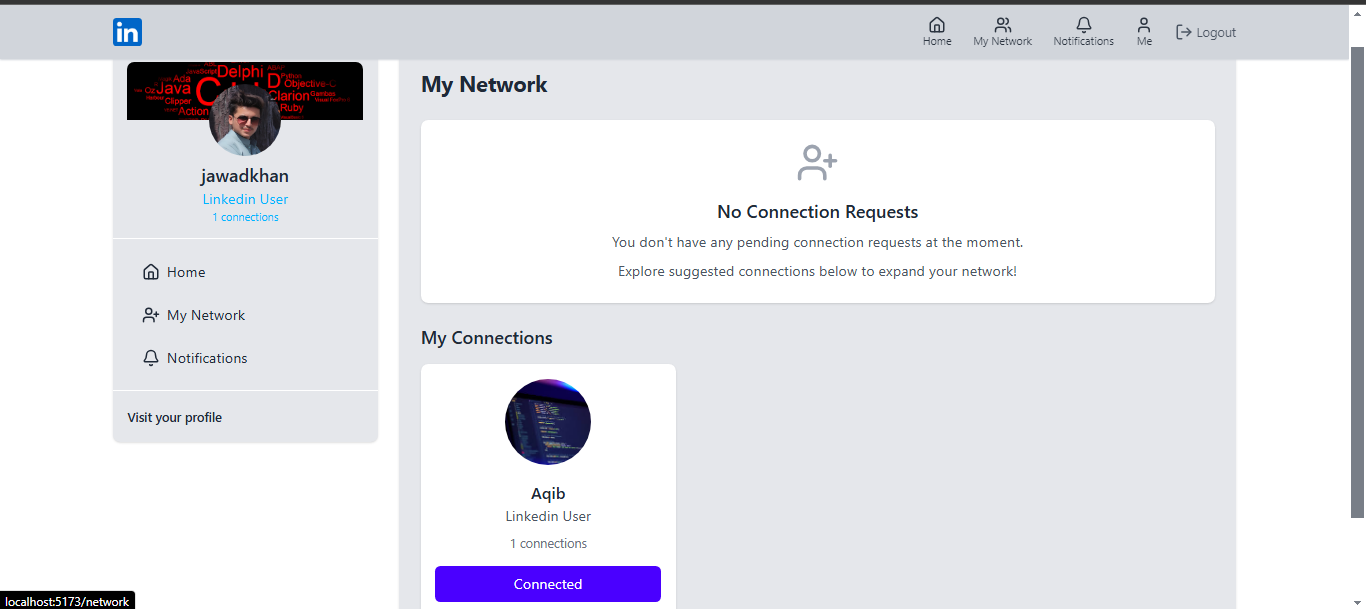 in
Home
My Network
Notifications
Me
Logout
Delphi
Ada
Java
Python
Objective-C
D
Clarion
Clipper
Action
Ruby
jawadkhan
Linkedin User
1 connections
Home
My Network
Notifications
Visit your profile
My Network
No Connection Requests
You don't have any pending connection requests at the moment.
Explore suggested connections below to expand your network!
My Connections
Aqib
Linkedin User
1 connections
Connected
localhost:5173/network